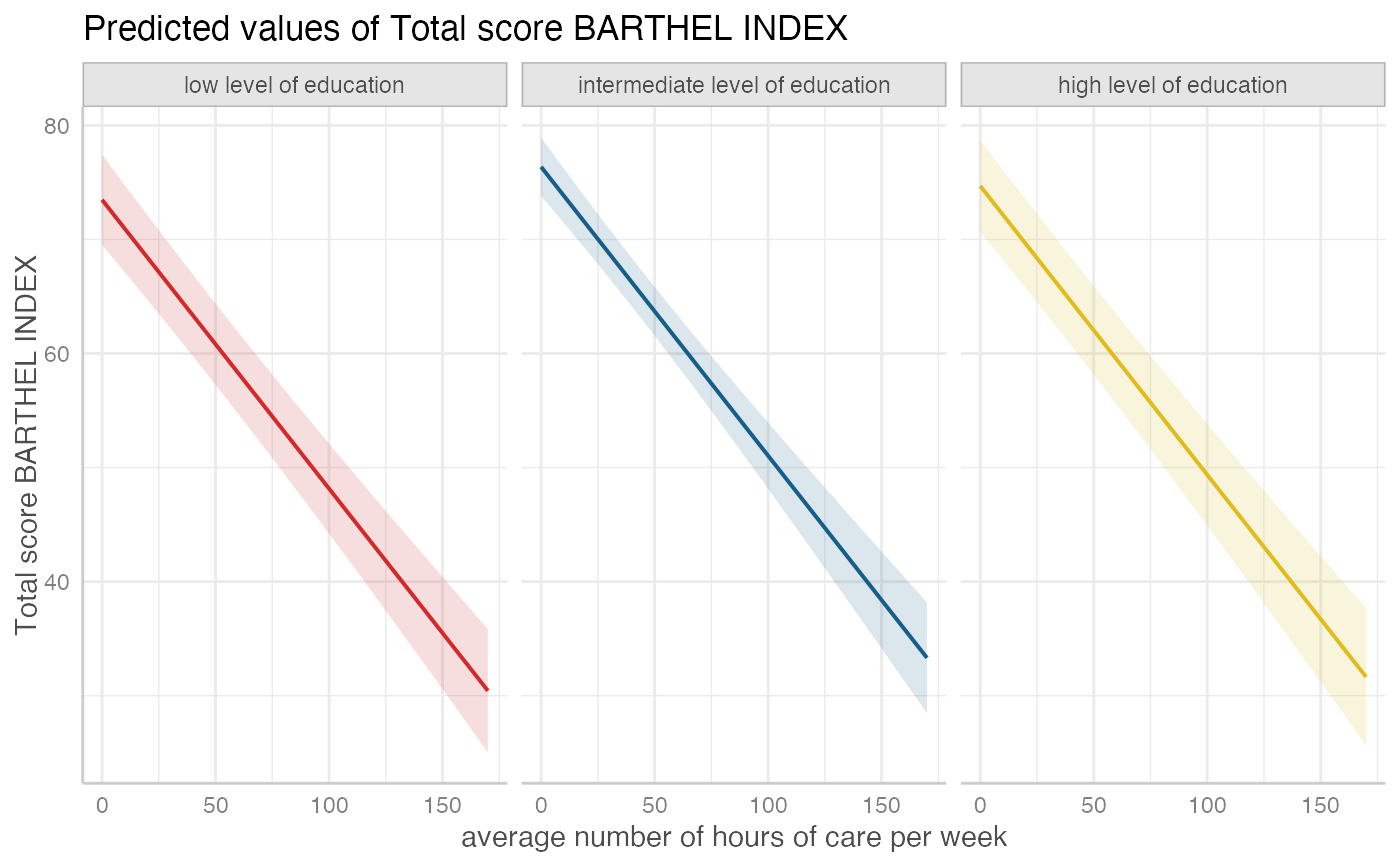 Predicted values of Total score BARTHEL INDEX
low level of education
intermediate level of education
high level of education
Total score BARTHEL INDEX
80
60
40
0 50 100 150
0 50 100 150
0 50 100 150
average number of hours of care per week